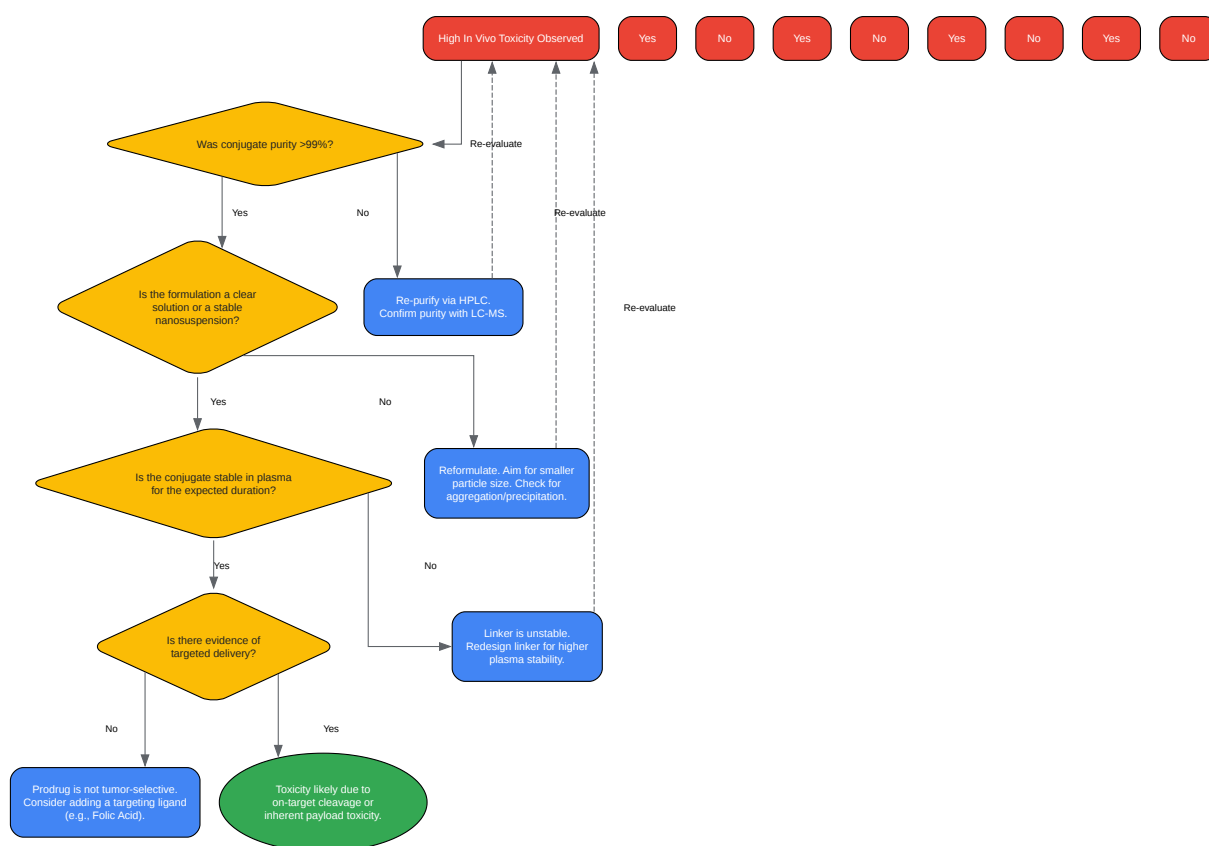 High In Vivo Toxicity Observed
Yes
No
Yes
No
Yes
No
Yes
No
Was conjugate purity >99%?
Re-evaluate
Yes
No
Re-evaluate
Is the formulation a clear
solution or a stable
nanosuspension?
Re-purify via HPLC.
Confirm purity with LC-MS.
Re-evaluate
Yes
No
Is the conjugate stable in plasma
for the expected duration?
Reformulate. Aim for smaller
particle size. Check for
aggregation/precipitation.
Yes
No
Is there evidence of
targeted delivery?
Linker is unstable.
Redesign linker for higher
plasma stability.
No
Yes
Prodrug is not tumor-selective.
Consider adding a targeting ligand
(e.g., Folic Acid).
Toxicity likely due to
on-target cleavage or
inherent payload toxicity.